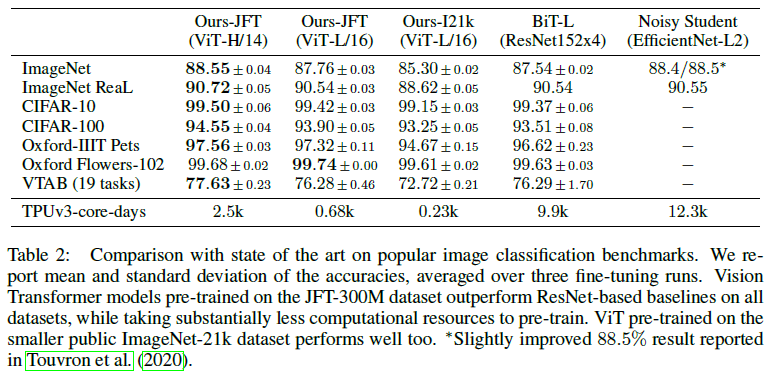 Ours-JFT Ours-JFT Ours-I21k BiT-L Noisy Student
(ViT-H/14) (ViT-L/16) (ViT-L/16) (ResNet152x4) (EfficientNet-L2)
ImageNet 88.55 ± 0.04 87.76 ± 0.03 85.30 ± 0.02 87.54 ± 0.02 88.4/88.5*
ImageNet ReaL 90.72 ± 0.05 90.54 ± 0.03 88.62 ± 0.05 90.54 90.55
CIFAR-10 99.50 ± 0.06 99.42 ± 0.03 99.15 ± 0.03 99.37 ± 0.06 −
CIFAR-100 94.55 ± 0.04 93.90 ± 0.05 93.25 ± 0.05 93.51 ± 0.08 −
Oxford-IIIT Pets 97.56 ± 0.03 97.32 ± 0.11 94.67 ± 0.15 96.62 ± 0.23 −
Oxford Flowers-102 99.68 ± 0.02 99.74 ± 0.00 99.61 ± 0.02 99.63 ± 0.03 −
VTAB (19 tasks) 77.63 ± 0.23 76.28 ± 0.46 72.72 ± 0.21 76.29 ± 1.70 −
TPUv3-core-days 2.5k 0.68k 0.23k 9.9k 12.3k
Table 2: Comparison with state of the art on popular image classification benchmarks. We re-
port mean and standard deviation of the accuracies, averaged over three fine-tuning runs. Vision
Transformer models pre-trained on the JFT-300M dataset outperform ResNet-based baselines on all
datasets, while taking substantially less computational resources to pre-train. ViT pre-trained on the
smaller public ImageNet-21k dataset performs well too. *Slightly improved 88.5% result reported
in Touvron et al. (2020).